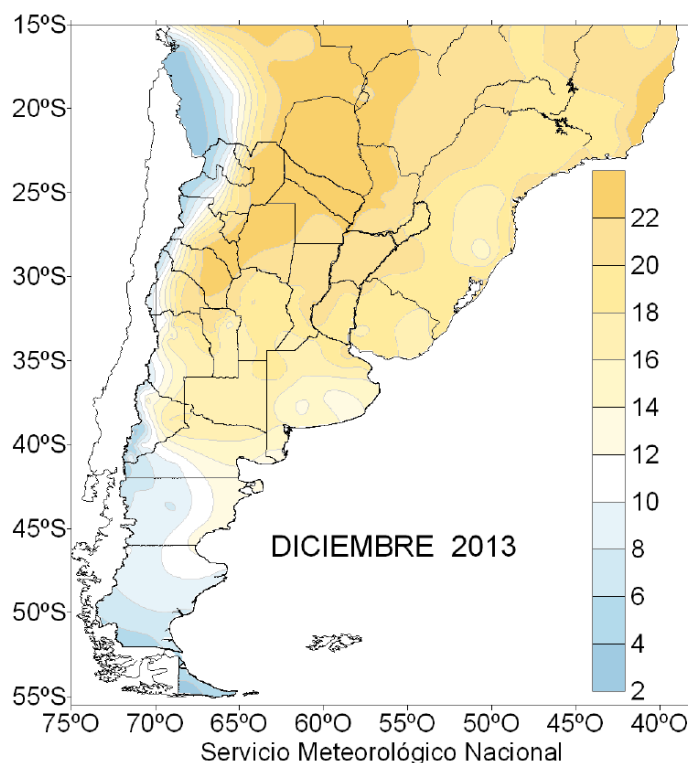 15ºS
20ºS
25ºS
30ºS
35ºS
40ºS
45ºS
50ºS
55ºS
22
20
18
16
14
12
10
8
6
4
2
DICIEMBRE 2013
75ºO 70ºO 65ºO 60ºO 55ºO 50ºO 45ºO 40ºO
Servicio Meteorológico Nacional